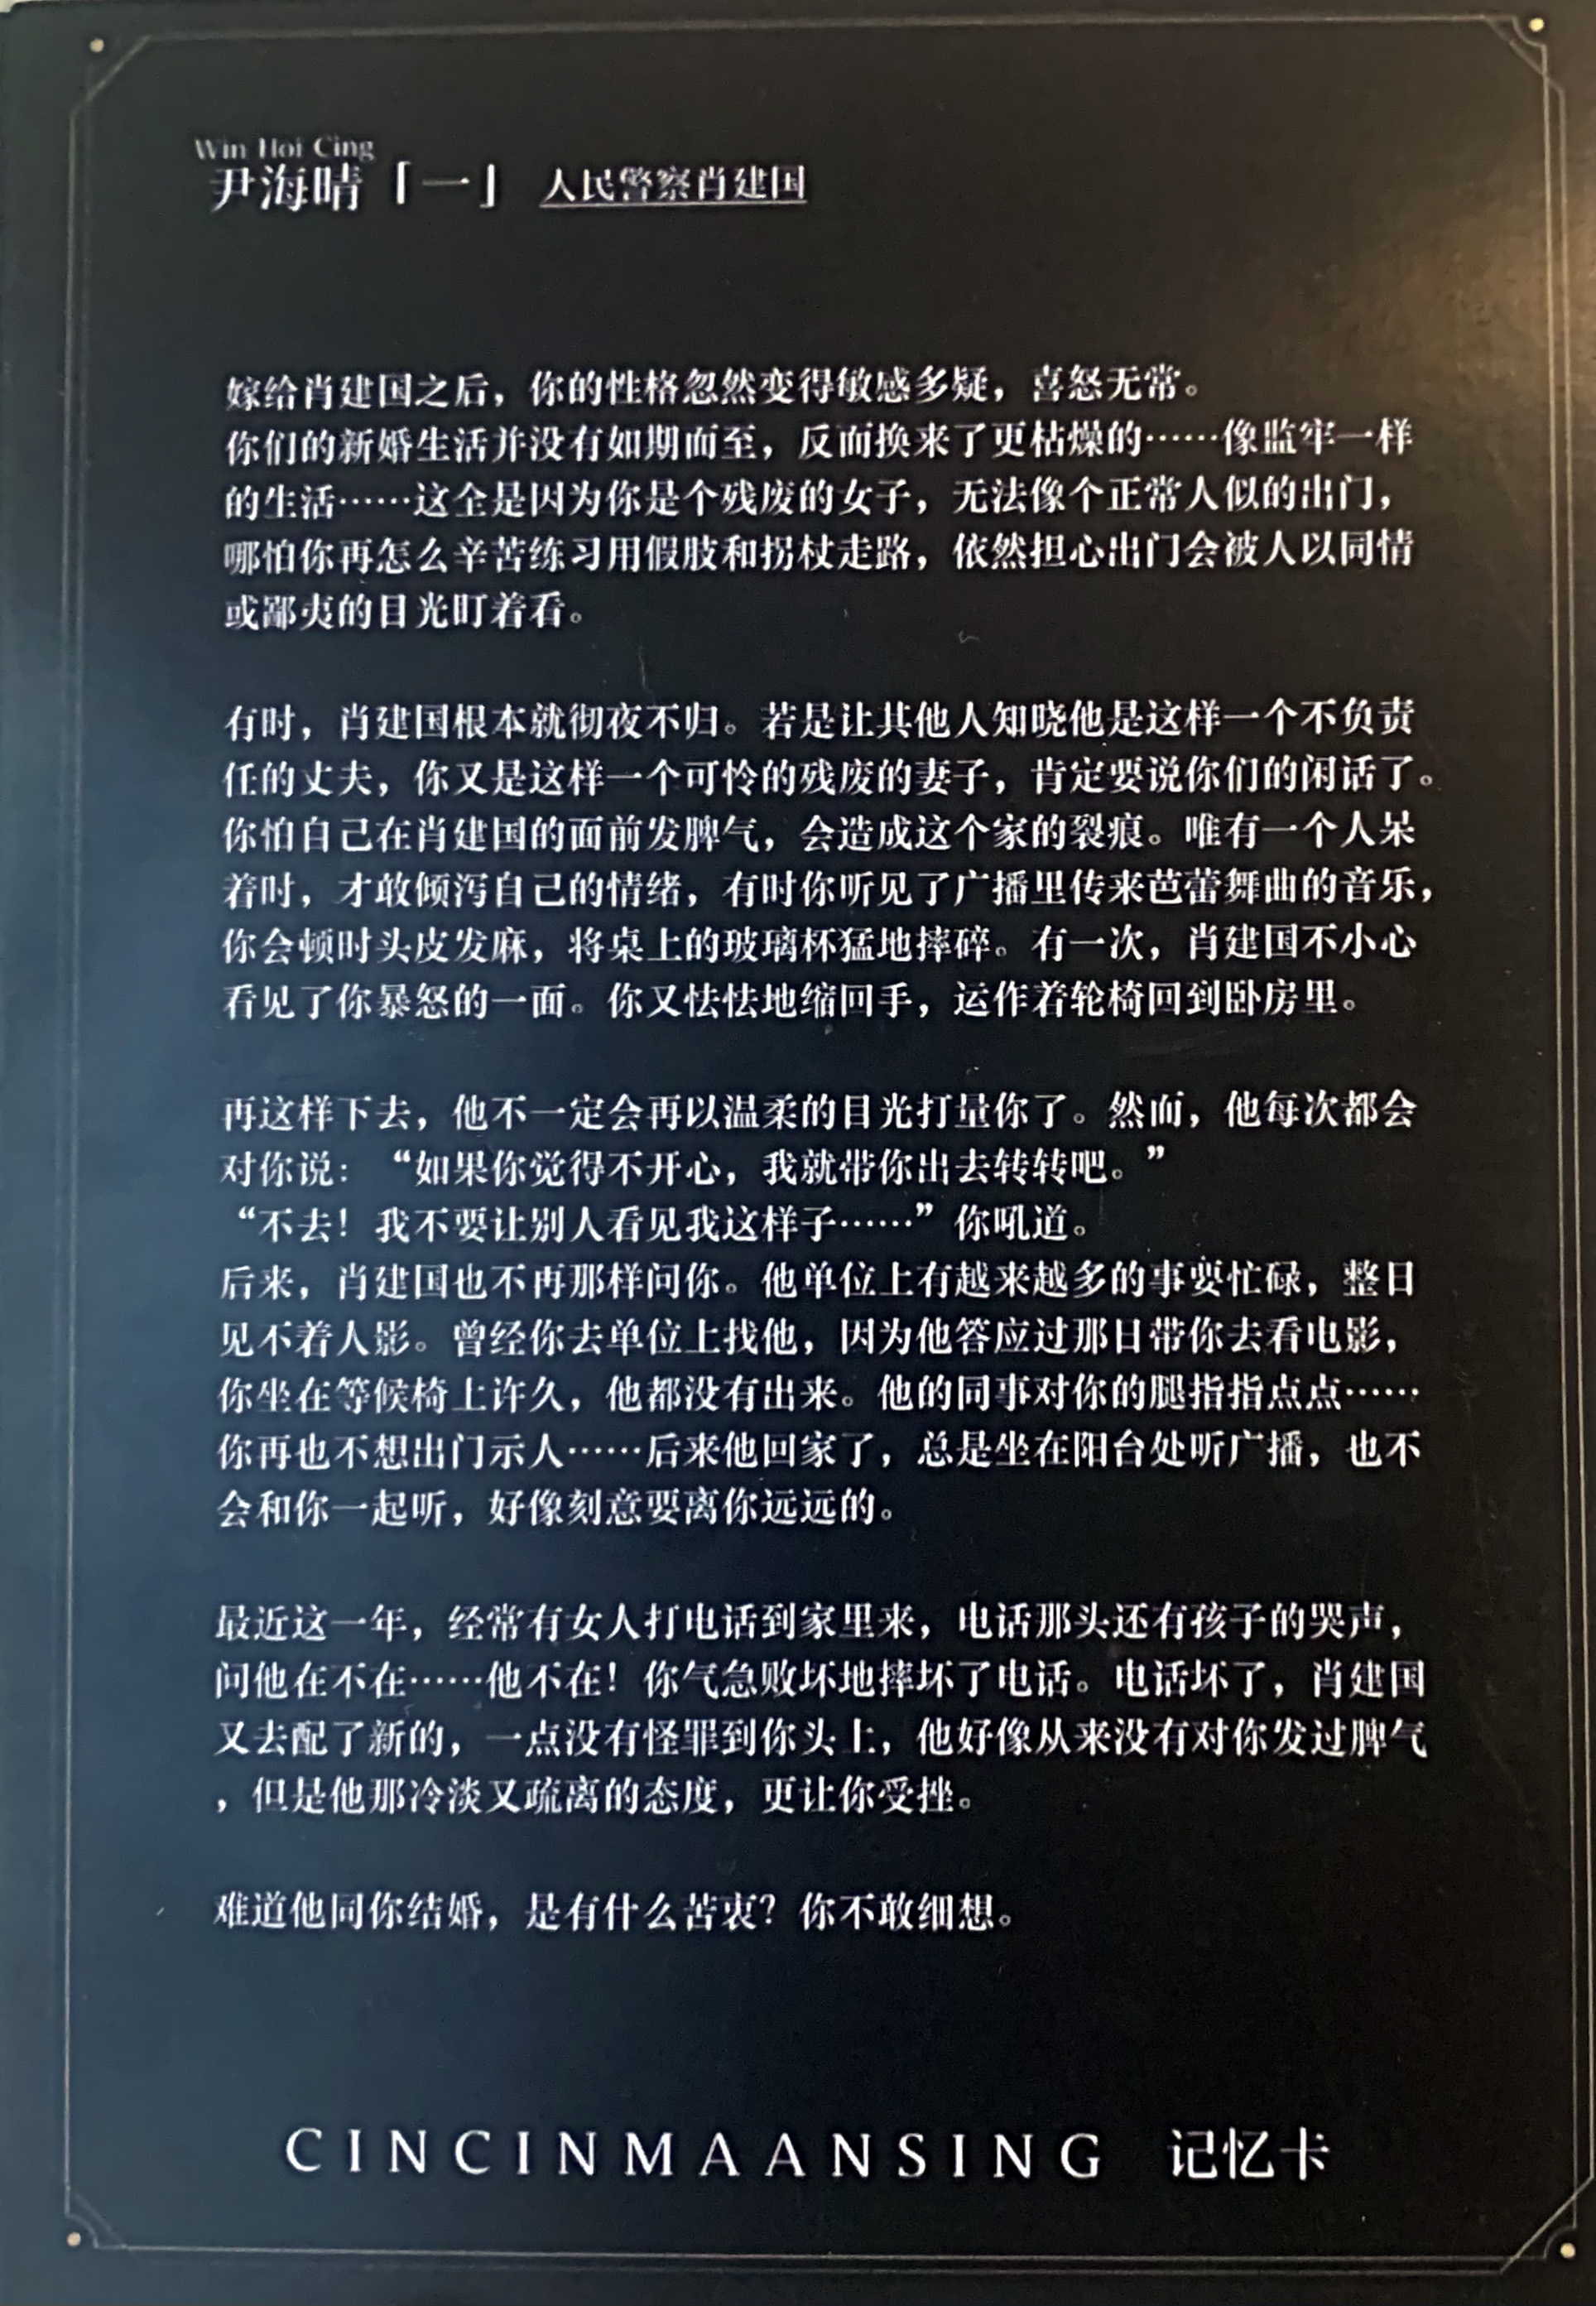 Win Hoi Cing
尹海晴「一」 人民警察肖建国
嫁给肖建国之后，你的性格忽然变得敏感多疑，喜怒无常。
你们的新婚生活并没有如期而至，反而换来了更枯燥的……像监牢一样
的生活……这全是因为你是个残废的女子，无法像个正常人似的出门，
哪怕你再怎么辛苦练习用假肢和拐杖走路，依然担心出门会被人以同情
或鄙夷的目光盯着看。
有时，肖建国根本就彻夜不归。若是让其他人知晓他是这样一个不负责
任的丈夫，你又是这样一个可怜的残废的妻子，肯定要说你们的闲话了。
你怕自己在肖建国的面前发脾气，会造成这个家的裂痕。唯有一个人呆
着时，才敢倾泻自己的情绪，有时你听见了广播里传来芭蕾舞曲的音乐，
你会顿时头皮发麻，将桌上的玻璃杯猛地摔碎。有一次，肖建国不小心
看见了你暴怒的一面。你又怯怯地缩回手，运作着轮椅回到卧房里。
再这样下去，他不一定会再以温柔的目光打量你了。然而，他每次都会
对你说：“如果你觉得不开心，我就带你出去转转吧。”
“不去！我不要让别人看见我这样子……”你吼道。
后来，肖建国也不再那样问你。他单位上有越来越多的事要忙碌，整日
见不着人影。曾经你去单位上找他，因为他答应过那日带你去看电影，
你坐在等候椅上许久，他都没有出来。他的同事对你的腿指指点点……
你再也不想出门示人……后来他回家了，总是坐在阳台处听广播，也不
会和你一起听，好像刻意要离你远远的。
最近这一年，经常有女人打电话到家里来，电话那头还有孩子的哭声，
问他在不在……他不在！你气急败坏地摔坏了电话。电话坏了，肖建国
又去配了新的，一点没有怪罪到你头上，他好像从来没有对你发过脾气
，但是他那冷淡又疏离的态度，更让你受挫。
难道他同你结婚，是有什么苦衷？你不敢细想。
CINCINMAANSING 记忆卡